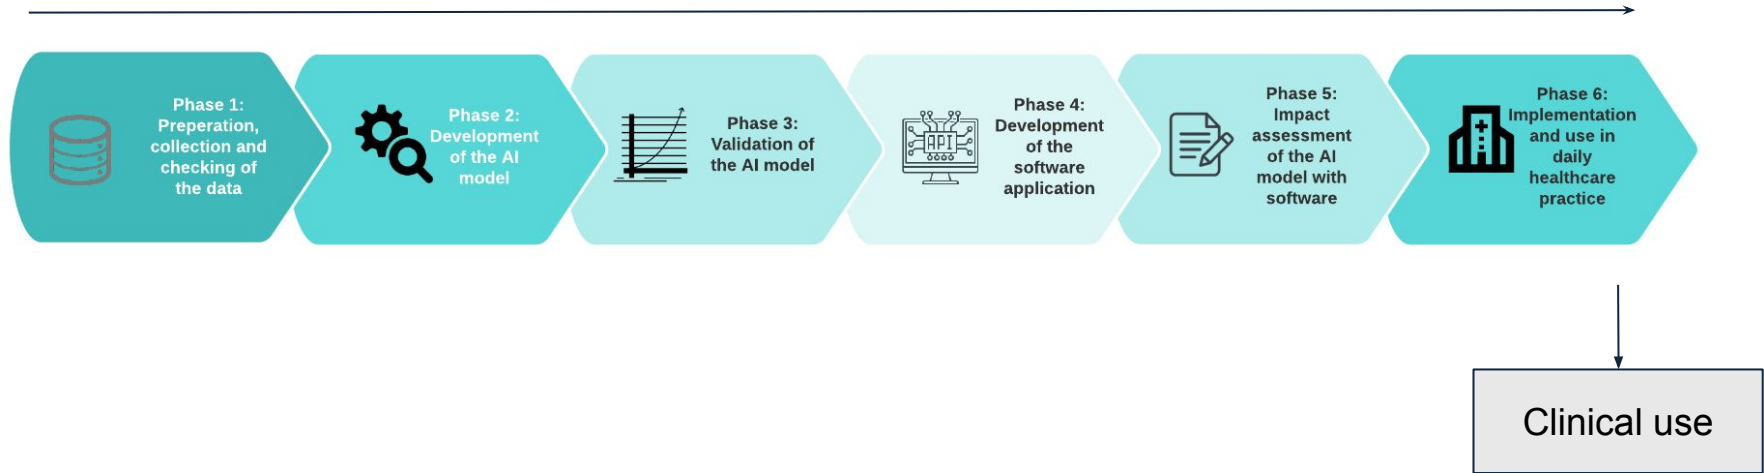 Phase 1:
Preperation,
collection and
checking of
the data
Phase 2:
Development
of the AI
model
Phase 3:
Validation of
the AI model
API
Phase 4:
Development
of the
software
application
Phase 5:
Impact
assessment
of the AI
model with
software
Phase 6:
Implementation
and use in
daily
healthcare
practice
Clinical use